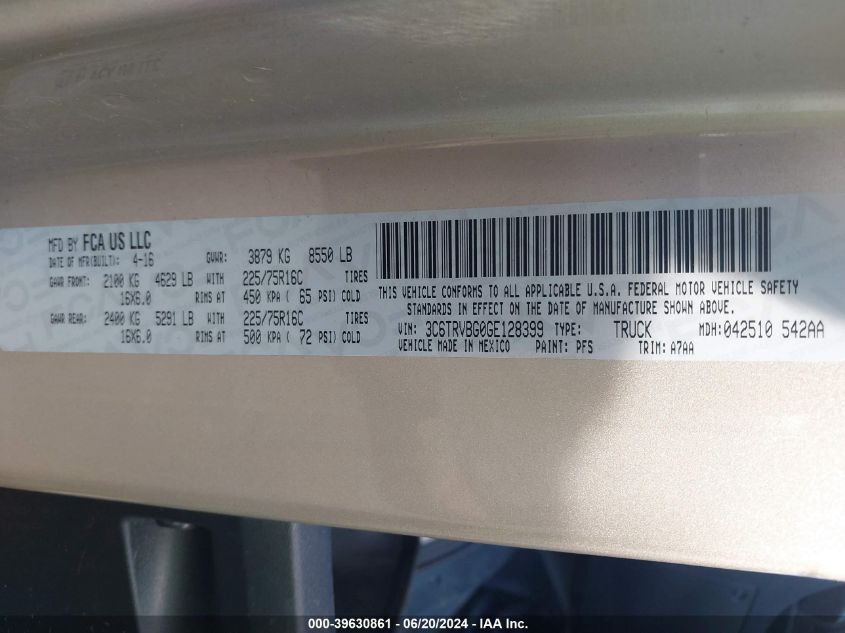 MFD BY FCA US LLC
DATE OF MFR(BUILT): 4-16 GVWR: 3879 KG 8550 LB
GAWR FRONT: 2100 KG 4629 LB WITH 225/75R16C TIRES
16X6.0 RIMS AT 450 KPA ( 65 PSI) COLD
GAWR REAR: 2400 KG 5291 LB WITH 225/75R16C TIRES
16X6.0 RIMS AT 500 KPA ( 72 PSI) COLD
THIS VEHICLE CONFORMS TO ALL APPLICABLE U.S.A. FEDERAL MOTOR VEHICLE SAFETY
STANDARDS IN EFFECT ON THE DATE OF MANUFACTURE SHOWN ABOVE.
VIN: 3C6TRVBG0GE128399 TYPE: TRUCK MDH:042510 542AA
VEHICLE MADE IN MEXICO PAINT: PFS TRIM: A7AA
000-39630861 - 06/20/2024 - IAA Inc.